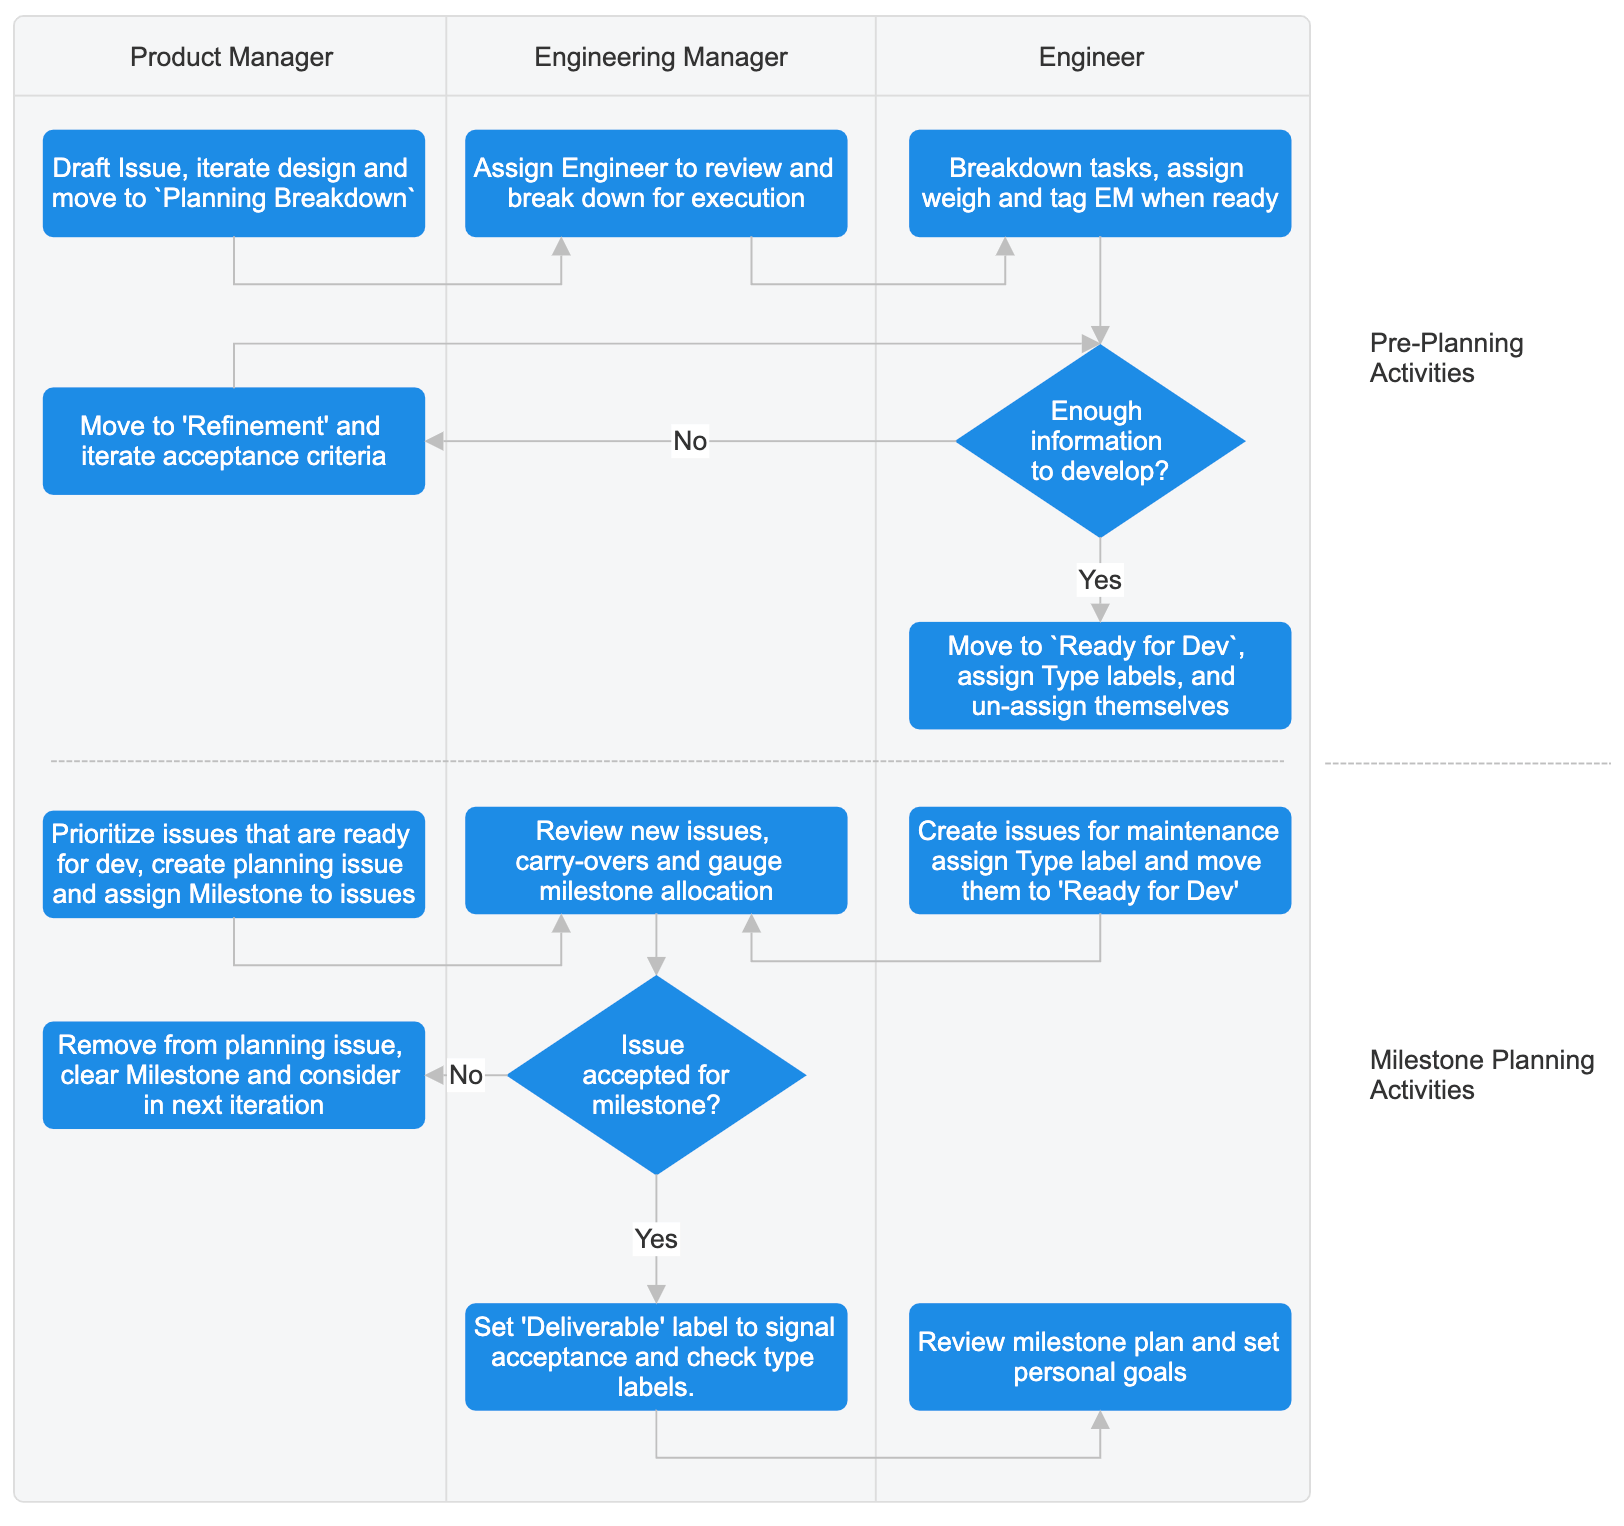 Product Manager
Engineering Manager
Engineer
Draft Issue, iterate design and
move to `Planning Breakdown`
Assign Engineer to review and
break down for execution
Breakdown tasks, assign
weigh and tag EM when ready
Pre-Planning
Activities
Move to 'Refinement' and
iterate acceptance criteria
No
Enough
information
to develop?
Yes
Move to `Ready for Dev`,
assign Type labels, and
un-assign themselves
Prioritize issues that are ready
for dev, create planning issue
and assign Milestone to issues
Review new issues,
carry-overs and gauge
milestone allocation
Create issues for maintenance
assign Type label and move
them to 'Ready for Dev'
Remove from planning issue,
clear Milestone and consider
in next iteration
No
Issue
accepted for
milestone?
Milestone Planning
Activities
Yes
Set 'Deliverable' label to signal
acceptance and check type
labels.
Review milestone plan and set
personal goals